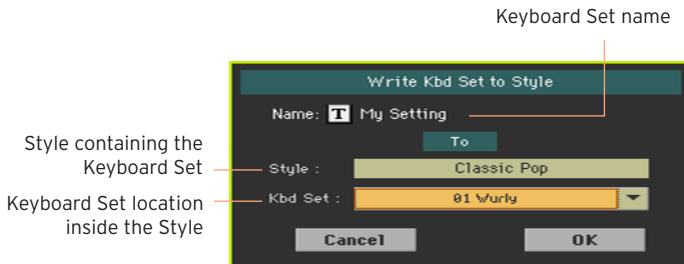 Keyboard Set name
Write Kbd Set to Style
Name: T My Setting
To
Style containing the
Keyboard Set
Style : Classic Pop
Keyboard Set location
inside the Style
Kbd Set : 01 Wurly
Cancel OK